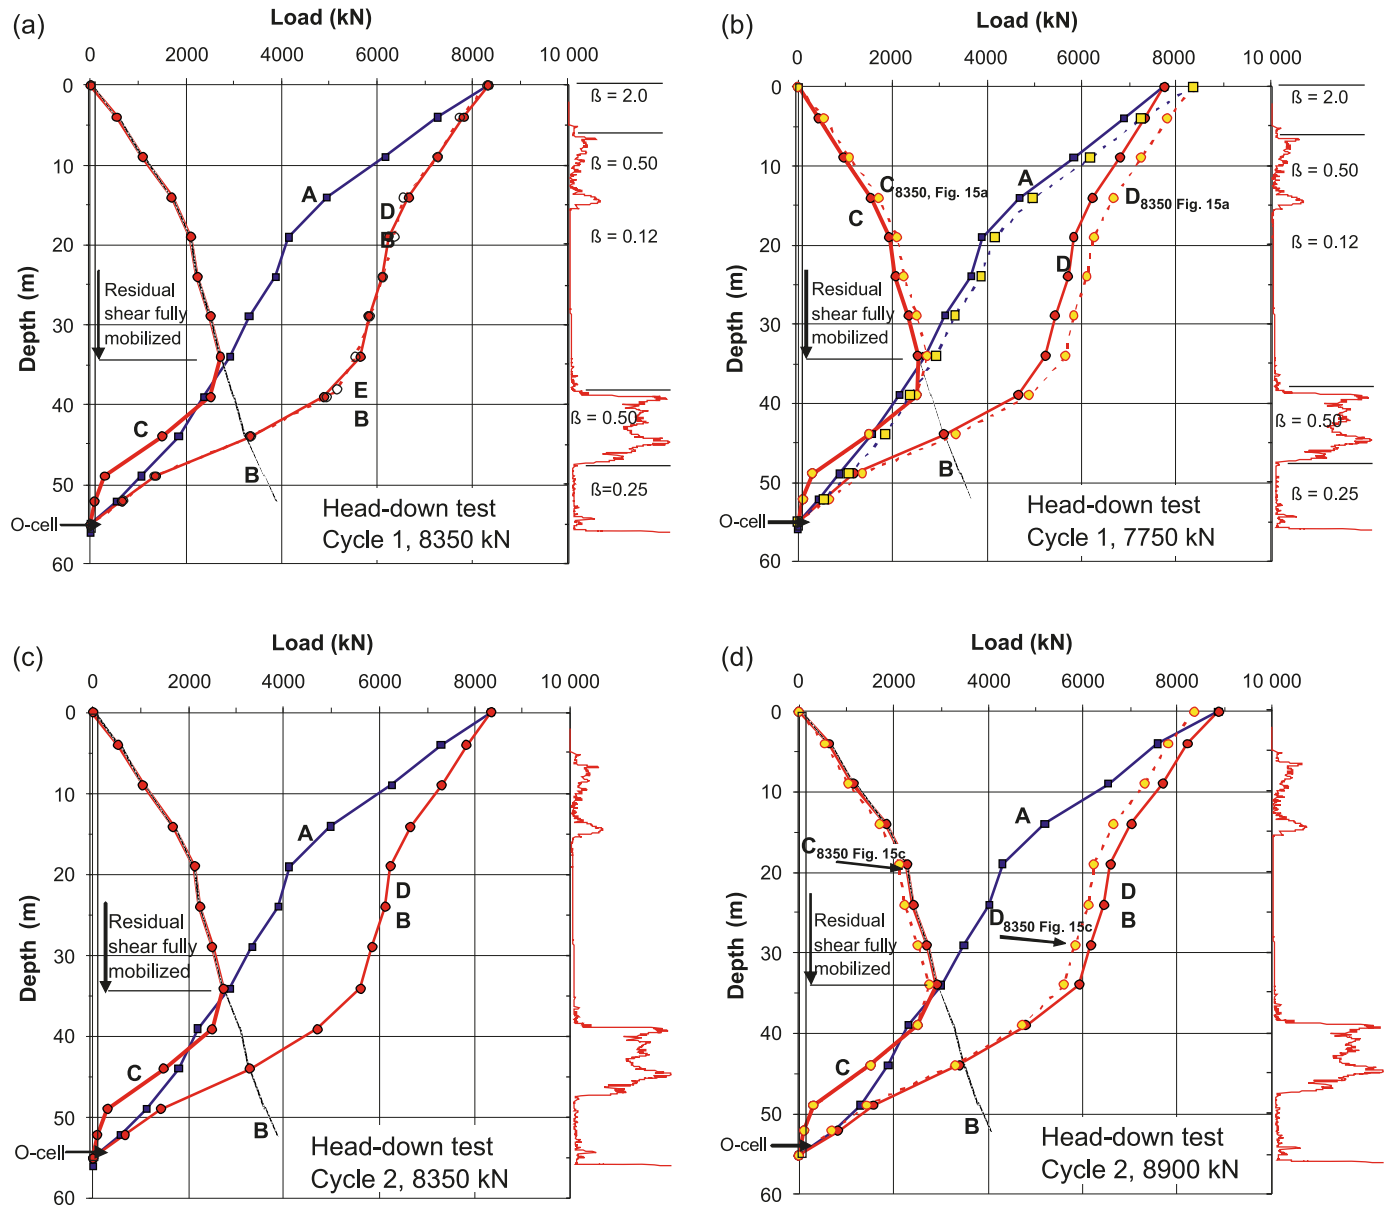 (a)
Load (kN)
0 2000 4000 6000 8000 10 000
0
10
20
30
40
50
60
Depth (m)
A
D
B
E
B
C
B
Residual
shear fully
mobilized
O-cell
Head-down test
Cycle 1, 8350 kN
ß = 2.0
ß = 0.50
ß = 0.12
ß = 0.50
ß=0.25
(b)
Load (kN)
0 2000 4000 6000 8000 10 000
0
10
20
30
40
50
60
Depth (m)
C8350, Fig. 15a
A
D8350 Fig. 15a
C
D
B
Residual
shear fully
mobilized
O-cell
Head-down test
Cycle 1, 7750 kN
ß = 2.0
ß = 0.50
ß = 0.12
ß = 0.50
ß = 0.25
(c)
Load (kN)
0 2000 4000 6000 8000 10 000
0
10
20
30
40
50
60
Depth (m)
A
D
B
C
B
Residual
shear fully
mobilized
O-cell
Head-down test
Cycle 2, 8350 kN
(d)
Load (kN)
0 2000 4000 6000 8000 10 000
0
10
20
30
40
50
60
Depth (m)
A
C8350 Fig. 15c
D
B
D8350 Fig. 15c
C
B
Residual
shear fully
mobilized
O-cell
Head-down test
Cycle 2, 8900 kN